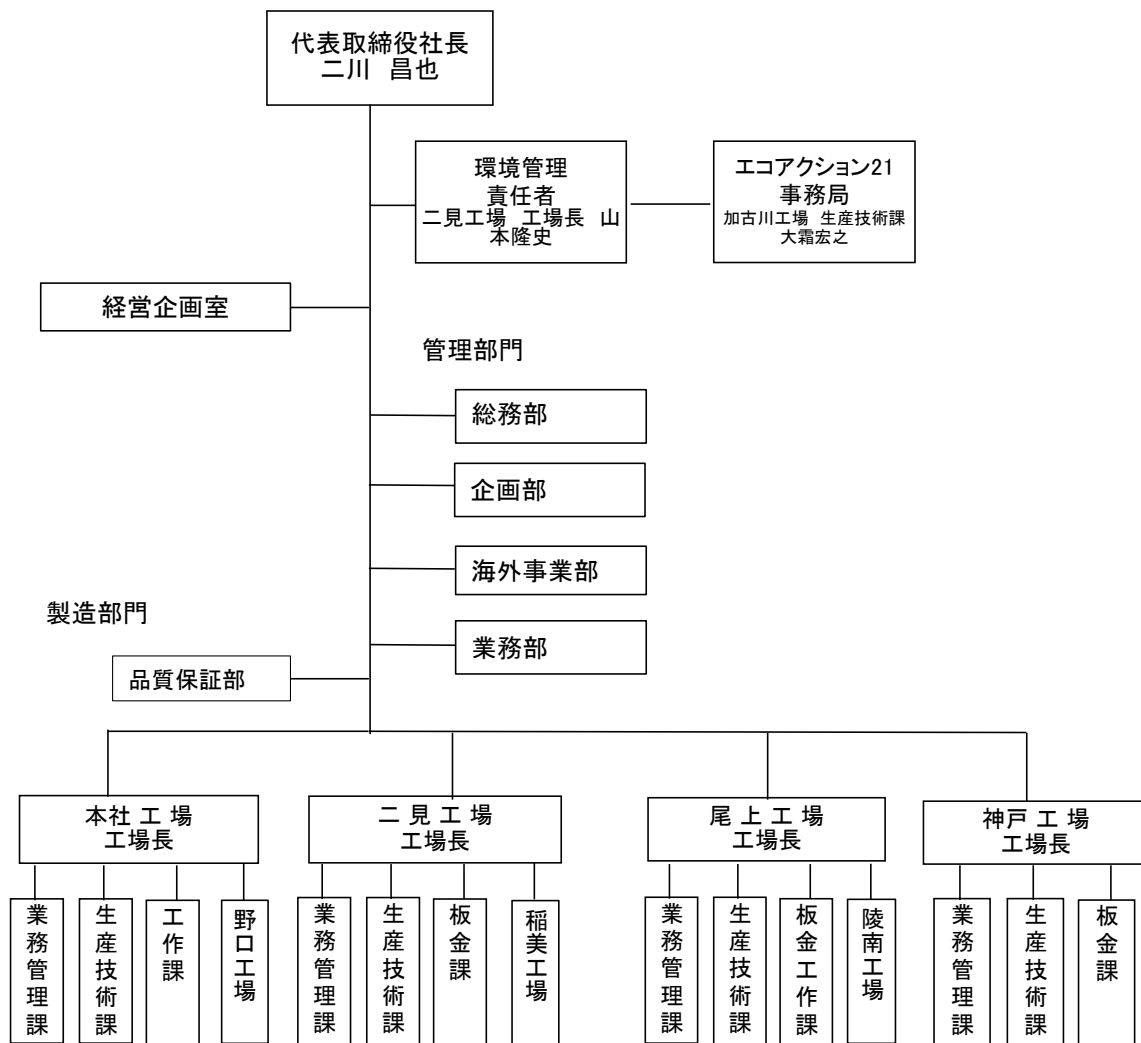 代表取締役社長
二川 昌也
環境管理
責任者
二見工場 工場長 山
本隆史
エコアクション21
事務局
加古川工場 生産技術課
大霜宏之
経営企画室
管理部門
総務部
企画部
海外事業部
業務部
製造部門
品質保証部
本社 工 場
工場長
二 見 工 場
工場長
尾 上 工 場
工場長
神戸 工 場
工場長
業務管理課
生産技術課
工作課
野口工場
業務管理課
生産技術課
板金課
稲美工場
業務管理課
生産技術課
板金工作課
陵南工場
業務管理課
生産技術課
板金課